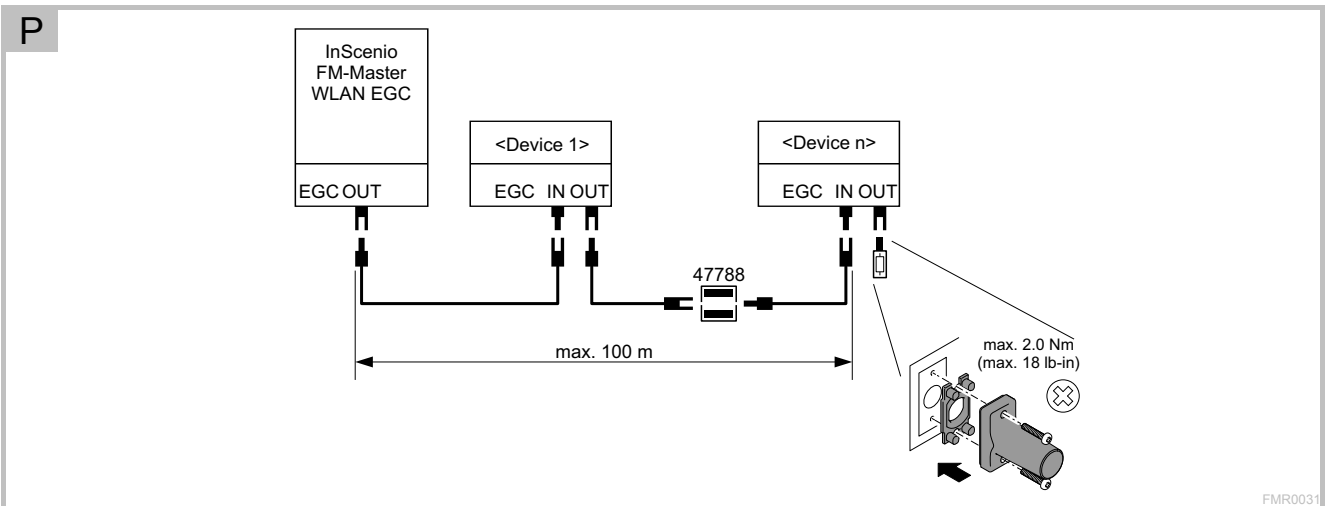 P
InScenio
FM-Master
WLAN EGC
EGC OUT
<Device 1>
EGC IN OUT
<Device n>
EGC IN OUT
47788
max. 100 m
max. 2.0 Nm
(max. 18 lb-in)
FMR0031